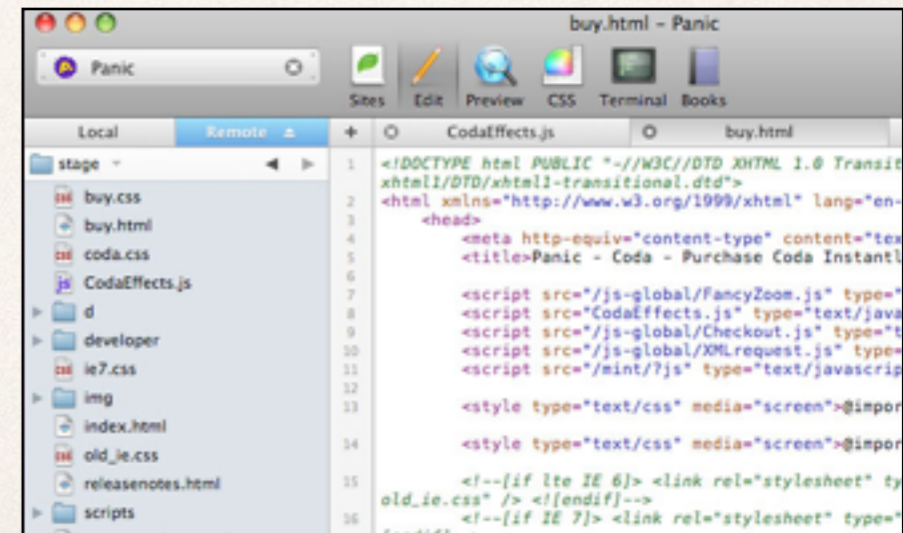 buy.html - Panic
Panic
Sites Edit Preview CSS Terminal Books
Local Remote + CodaEffects.js buy.html
stage
buy.css
buy.html
coda.css
CodaEffects.js
d
developer
ie7.css
img
index.html
old_ie.css
releasenotes.html
scripts
1 <!DOCTYPE html PUBLIC "-//W3C//DTD XHTML 1.0 Transit
xhtml1/DTD/xhtml1-transitional.dtd">
2 <html xmlns="http://www.w3.org/1999/xhtml" lang="en-
3 <head>
4 <meta http-equiv="content-type" content="tex
5 <title>Panic - Coda - Purchase Coda Instantl
6
7 <script src="/js-global/FancyZoom.js" type="
8 <script src="CodaEffects.js" type="text/java
9 <script src="/js-global/Checkout.js" type="t
10 <script src="/js-global/XMLrequest.js" type=
11 <script src="/mint/?js" type="text/javascrip
12
13 <style type="text/css" media="screen">@impor
14 <style type="text/css" media="screen">@impor
15 <!--[if lte IE 6]> <link rel="stylesheet" ty
old_ie.css" /> <![endif]-->
16 <!--[if IE 7]> <link rel="stylesheet" type="